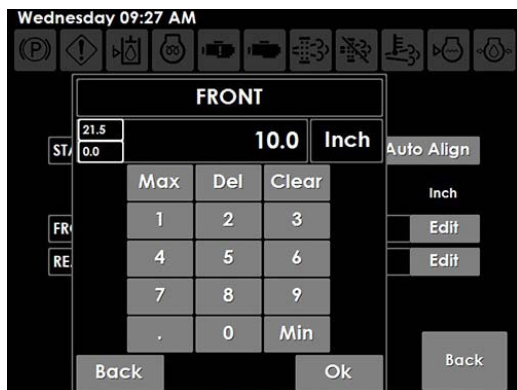 Wednesday 09:27 AM
FRONT
21.5
0.0
10.0 Inch
Auto Align
Max Del Clear
Inch
1 2 3
Edit
4 5 6
Edit
7 8 9
. 0 Min
Back Ok
Back